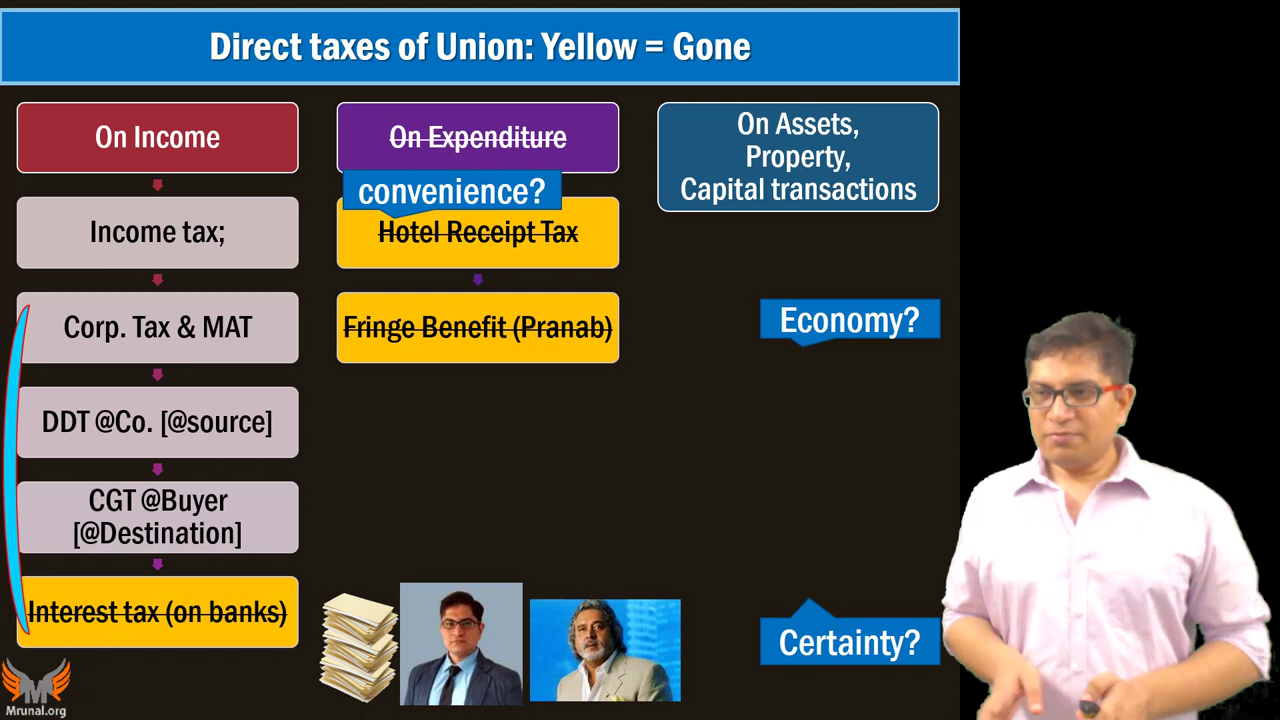 Direct taxes of Union: Yellow = Gone
On Income
Income tax;
Corp. Tax & MAT
DDT @Co. [@source]
CGT @Buyer
[@Destination]
Interest tax (on banks)
On Expenditure
convenience?
Hotel Receipt Tax
Fringe Benefit (Pranab)
On Assets,
Property,
Capital transactions
Economy?
Certainty?
Mrunal.org